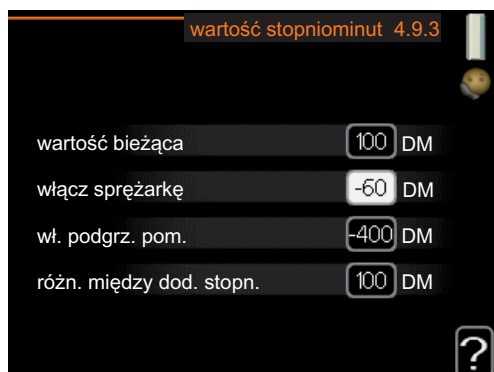 wartość stopniominut 4.9.3
wartość bieżąca 100 DM
włącz sprężarkę -60 DM
wł. podgrz. pom. -400 DM
różn. między dod. stopn. 100 DM
?